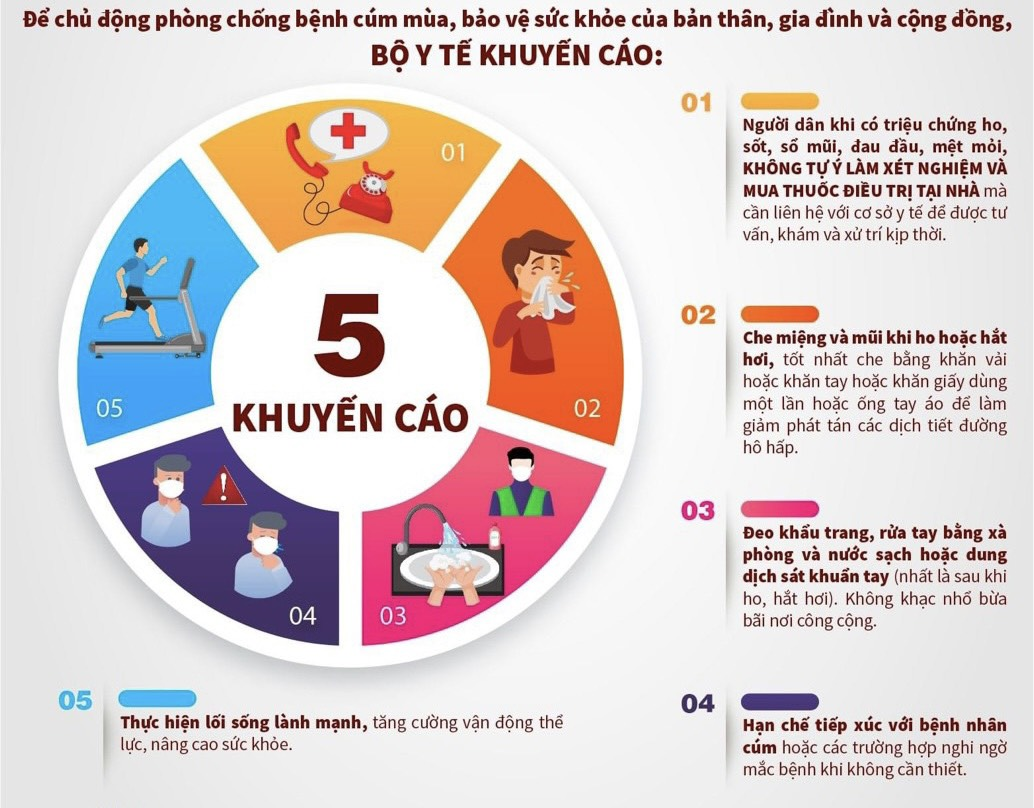 Để chủ động phòng chống bệnh cúm mùa, bảo vệ sức khỏe của bản thân, gia đình và cộng đồng,
BỘ Y TẾ KHUYẾN CÁO:
01
02
03
04
05
5
KHUYẾN CÁO
01
Người dân khi có triệu chứng ho,
sốt, sổ mũi, đau đầu, mệt mỏi,
KHÔNG TỰ Ý LÀM XÉT NGHIỆM VÀ
MUA THUỐC ĐIỀU TRỊ TẠI NHÀ mà
cần liên hệ với cơ sở y tế để được tư
vấn, khám và xử trí kịp thời.
02
Che miệng và mũi khi ho hoặc hắt
hơi, tốt nhất che bằng khăn vải
hoặc khăn tay hoặc khăn giấy dùng
một lần hoặc ống tay áo để làm
giảm phát tán các dịch tiết đường
hô hấp.
03
Đeo khẩu trang, rửa tay bằng xà
phòng và nước sạch hoặc dung
dịch sát khuẩn tay (nhất là sau khi
ho, hắt hơi). Không khạc nhổ bừa
bãi nơi công cộng.
04
Hạn chế tiếp xúc với bệnh nhân
cúm hoặc các trường hợp nghi ngờ
mắc bệnh khi không cần thiết.
05
Thực hiện lối sống lành mạnh, tăng cường vận động thể
lực, nâng cao sức khỏe.